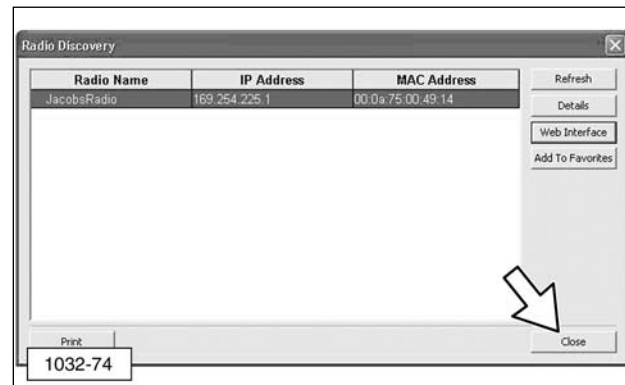 Radio Discovery
Radio Name IP Address MAC Address
JacobsRadio 169.254.225.1 00:0a:75:00:49:14
Refresh
Details
Web Interface
Add To Favorites
Print
Close
1032-74